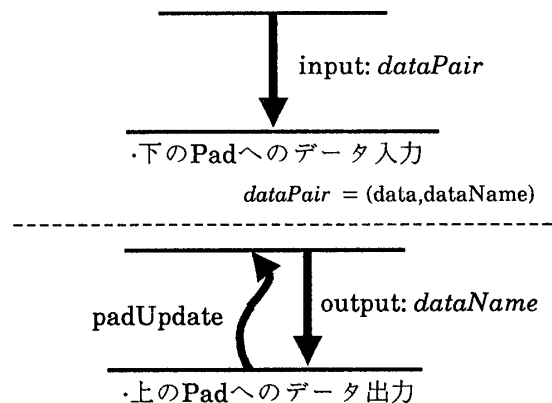 input: dataPair
·下のPadへのデータ入力
dataPair = (data,dataName)
padUpdate
output: dataName
·上のPadへのデータ出力